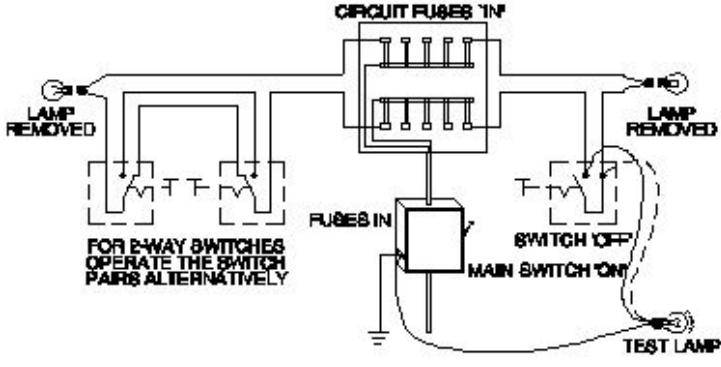 CIRCUIT FUSES "IN"
LAMP
REMOVED
LAMP
REMOVED
FUSES IN
SWITCH "OFF"
FOR 2-WAY SWITCHES
OPERATE THE SWITCH
PAIRS ALTERNATIVELY
MAIN SWITCH "ON"
TEST LAMP